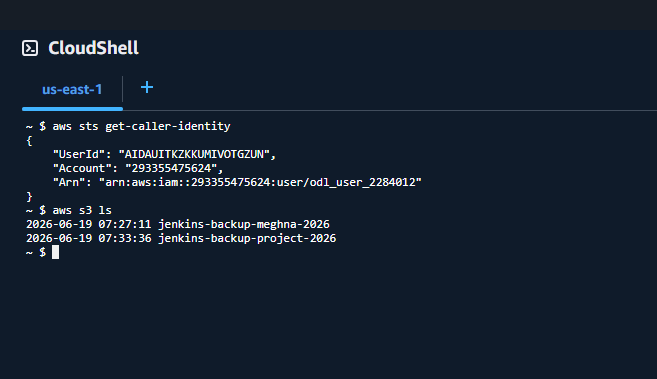 CloudShell
us-east-1 +
~ $ aws sts get-caller-identity
{
    "UserId": "AIDAUITKZKKUMIVOTGZUN",
    "Account": "293355475624",
    "Arn": "arn:aws:iam::293355475624:user/odl_user_2284012"
}
~ $ aws s3 ls
2026-06-19 07:27:11 jenkins-backup-meghna-2026
2026-06-19 07:33:36 jenkins-backup-project-2026
~ $